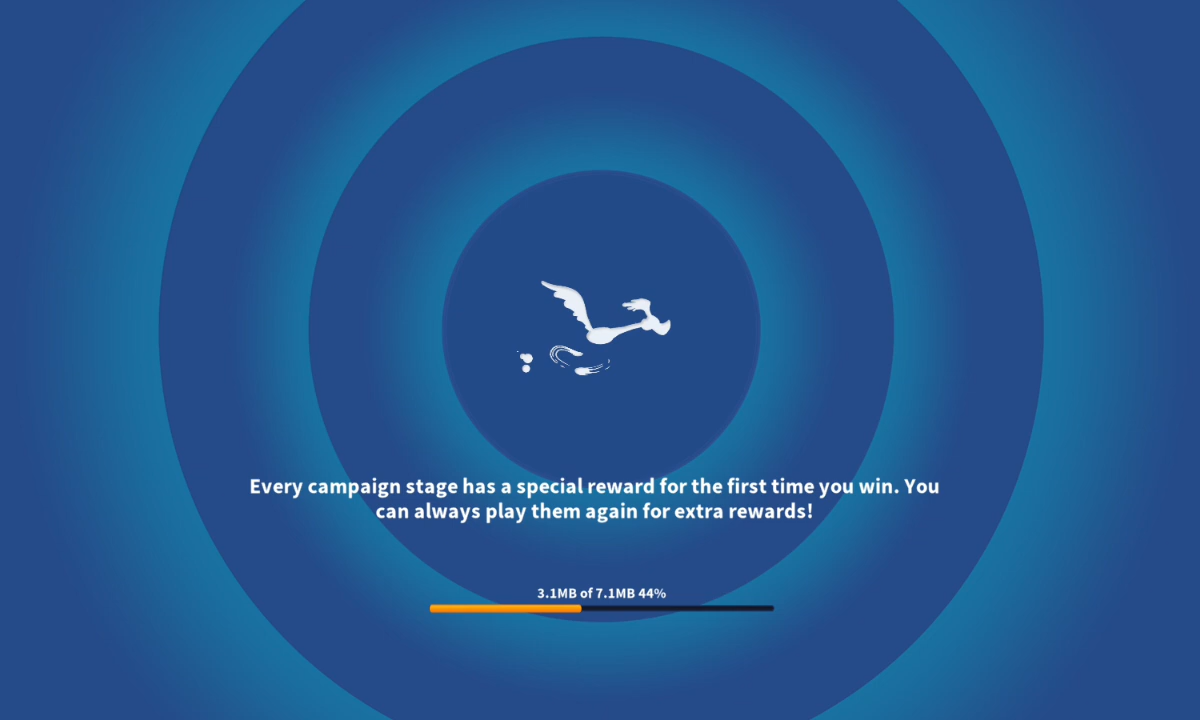 Every campaign stage has a special reward for the first time you win. You
can always play them again for extra rewards!
3.1MB of 7.1MB 44%